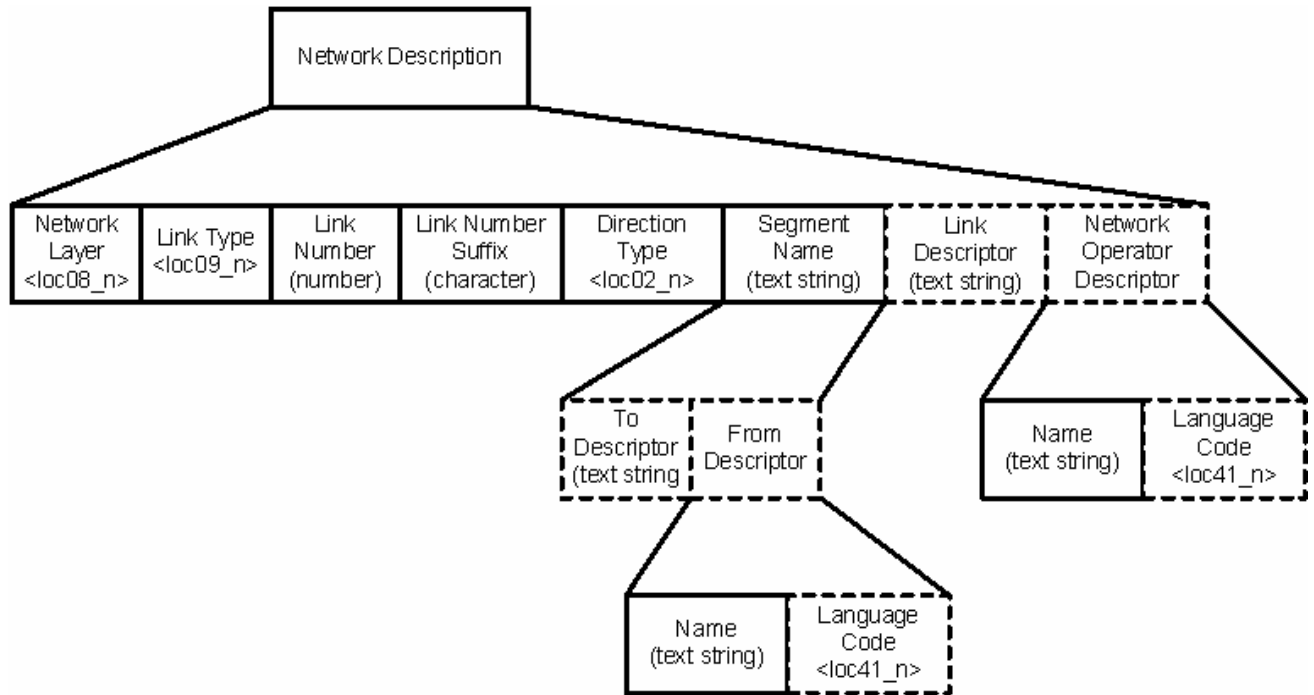 Network Description
Network
Layer
<loc08_n>
Link Type
<loc09_n>
Link
Number
(number)
Link Number
Suffix
(character)
Direction
Type
<loc02_n>
Segment
Name
(text string)
Link
Descriptor
(text string)
Network
Operator
Descriptor
To
Descriptor
(text string
From
Descriptor
Name
(text string)
Language
Code
<loc41_n>
Name
(text string)
Language
Code
<loc41_n>